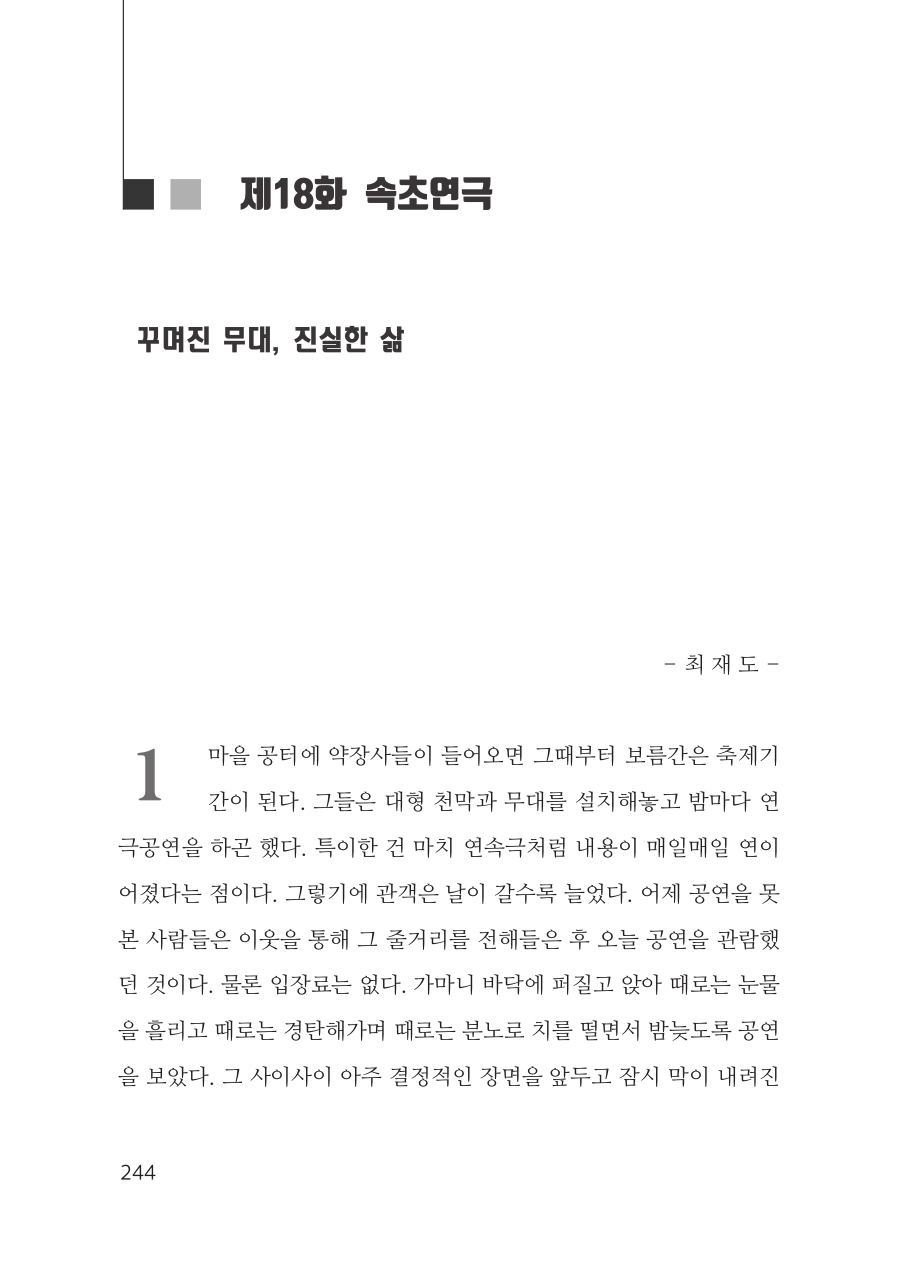 제18화 속초연극
꾸며진 무대, 진실한 삶
- 최 재 도 -
1
마을 공터에 약장사들이 들어오면 그때부터 보름간은 축제기
간이 된다. 그들은 대형 천막과 무대를 설치해놓고 밤마다 연
극공연을 하곤 했다. 특이한 건 마치 연속극처럼 내용이 매일매일 연이
어졌다는 점이다. 그렇기에 관객은 날이 갈수록 늘었다. 어제 공연을 못
본 사람들은 이웃을 통해 그 줄거리를 전해들은 후 오늘 공연을 관람했
던 것이다. 물론 입장료는 없다. 가마니 바닥에 퍼질고 앉아 때로는 눈물
을 흘리고 때로는 경탄해가며 때로는 분노로 치를 떨면서 밤늦도록 공연
을 보았다. 그 사이사이 아주 결정적인 장면을 앞두고 잠시 막이 내려진
244